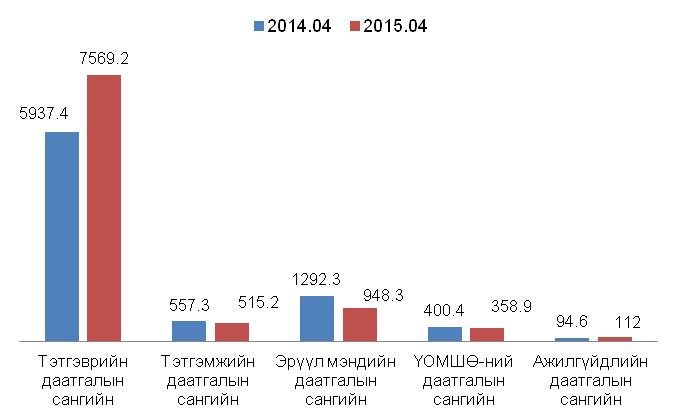 2014.04 2015.04
7569.2
5937.4
1292.3
948.3
557.3 515.2
400.4 358.9
94.6 112
Тэтгэврийн даатгалын сангийн
Тэтгэмжийн даатгалын сангийн
Эрүүл мэндийн даатгалын сангийн
ҮОМШӨ-ний даатгалын сангийн
Ажилгүйдлийн даатгалын сангийн